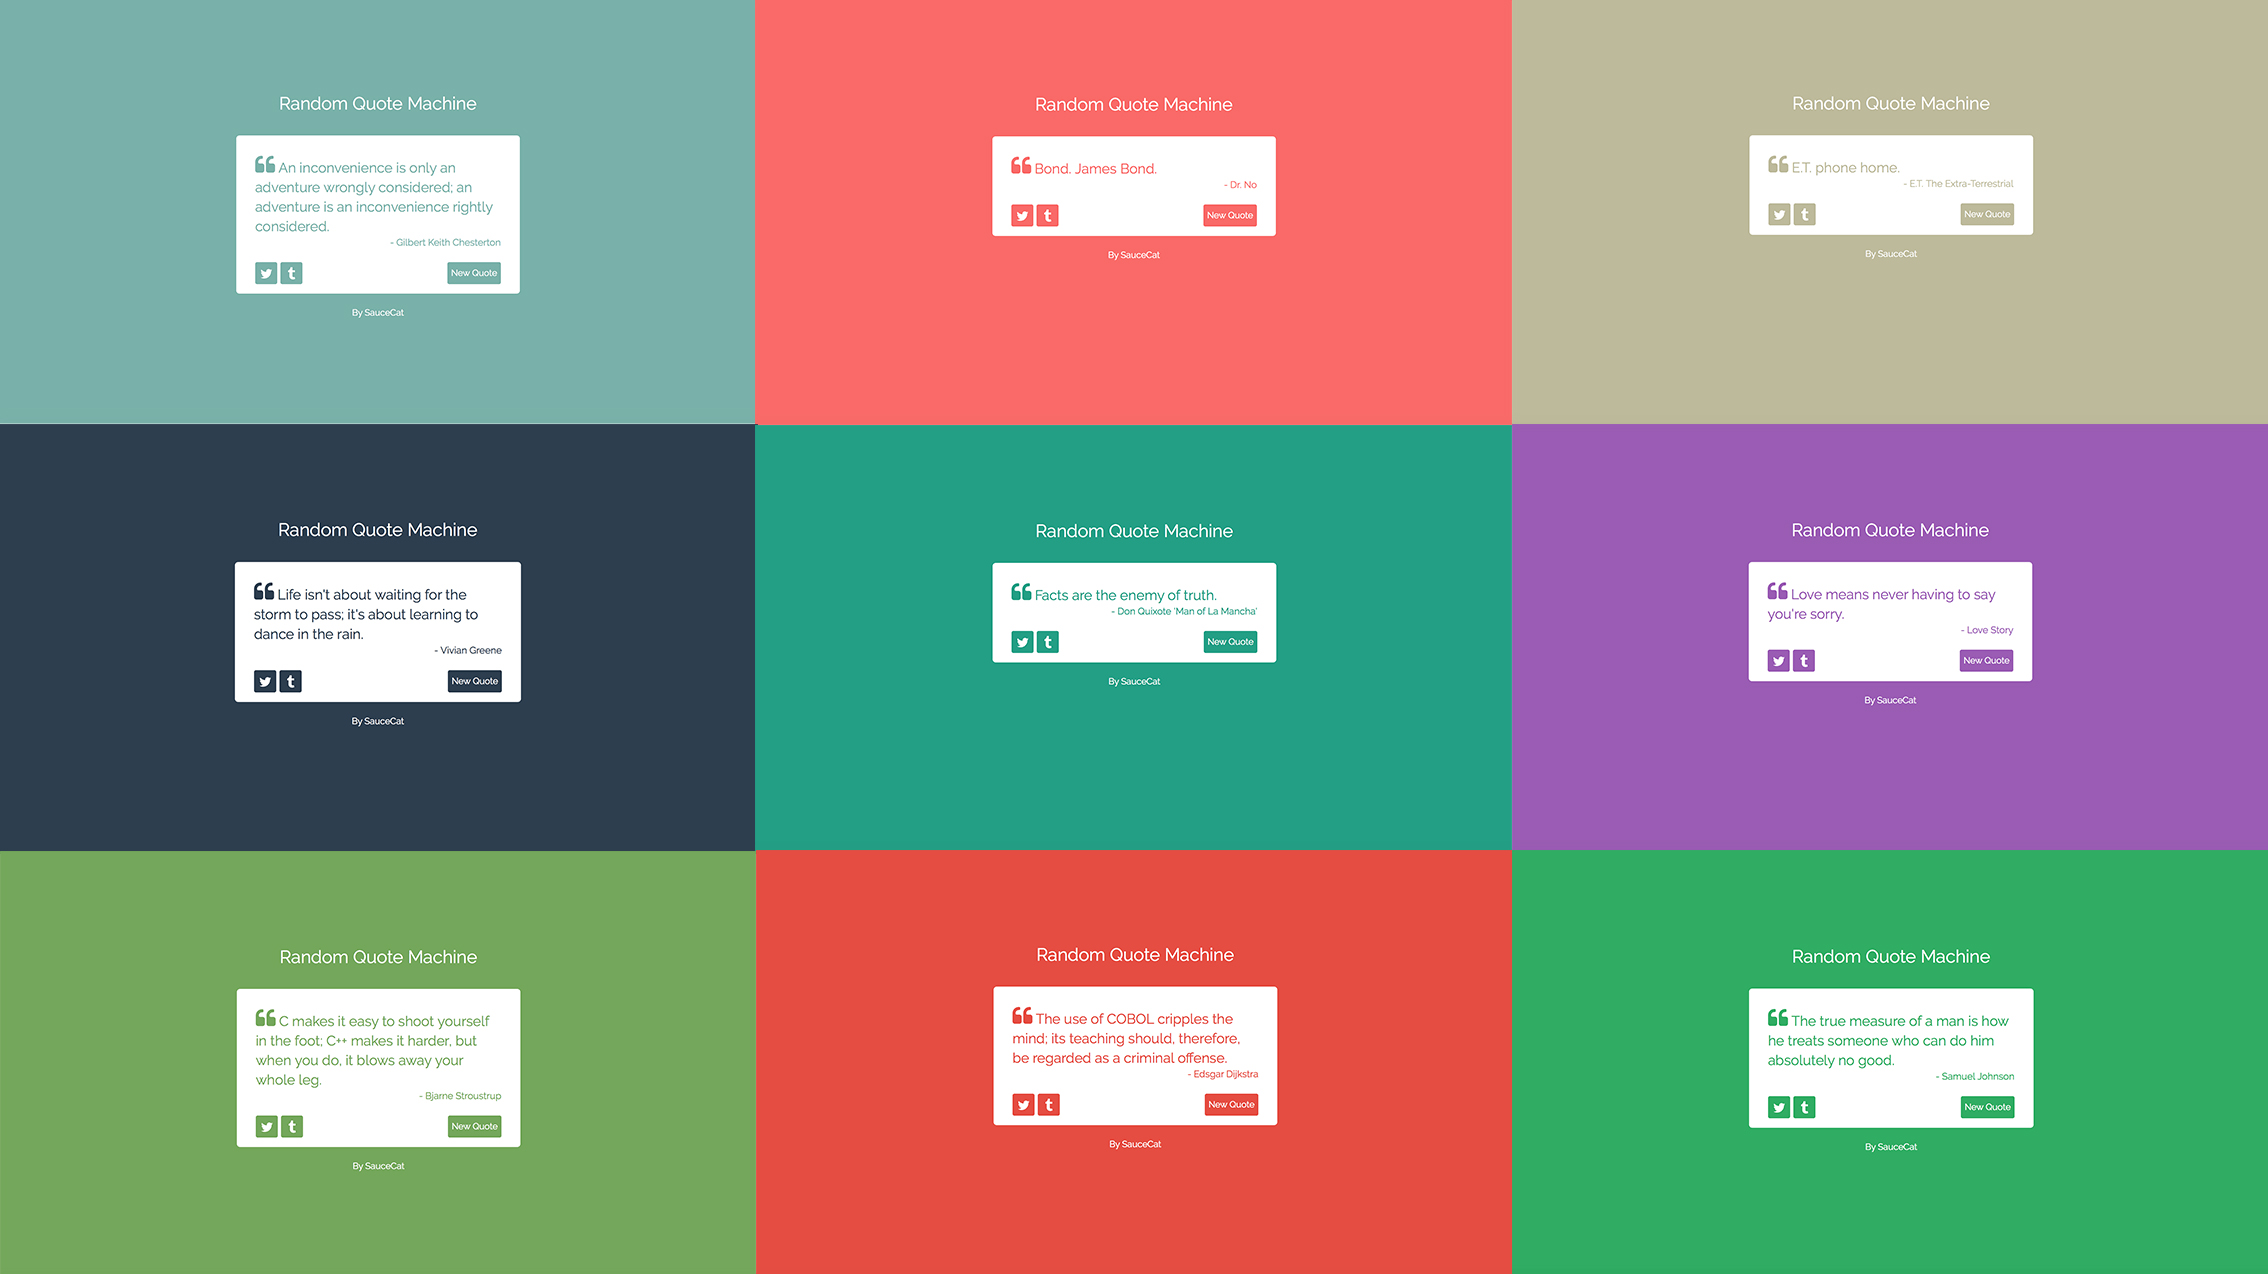 Random Quote Machine
An inconvenience is only an
adventure wrongly considered; an
adventure is an inconvenience rightly
considered.
- Gilbert Keith Chesterton
New Quote
By SauceCat
Random Quote Machine
Bond. James Bond.
- Dr. No
New Quote
By SauceCat
Random Quote Machine
E.T. phone home.
- E.T. The Extra-Terrestrial
New Quote
By SauceCat
Random Quote Machine
Life isn't about waiting for the
storm to pass; it's about learning to
dance in the rain.
- Vivian Greene
New Quote
By SauceCat
Random Quote Machine
Facts are the enemy of truth.
- Don Quixote 'Man of La Mancha'
New Quote
By SauceCat
Random Quote Machine
Love means never having to say
you're sorry.
- Love Story
New Quote
By SauceCat
Random Quote Machine
C makes it easy to shoot yourself
in the foot; C++ makes it harder, but
when you do, it blows away your
whole leg.
- Bjarne Stroustrup
New Quote
By SauceCat
Random Quote Machine
The use of COBOL cripples the
mind; its teaching should, therefore,
be regarded as a criminal offense.
- Edsgar Dijkstra
New Quote
By SauceCat
Random Quote Machine
The true measure of a man is how
he treats someone who can do him
absolutely no good.
- Samuel Johnson
New Quote
By SauceCat